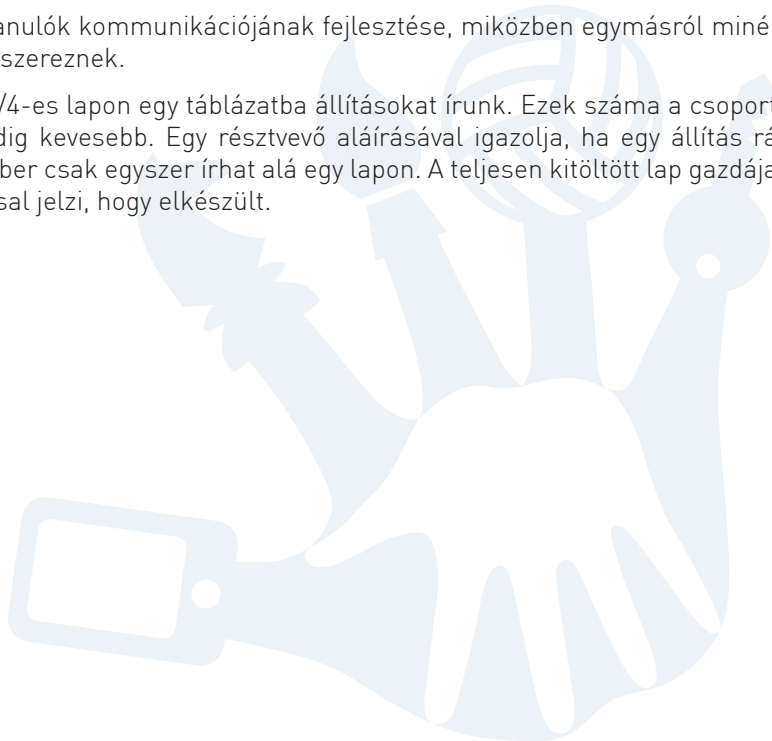 anulók kommunikációjának fejlesztése, miközben egymásról miné
szereznek.
/4-es lapon egy táblázatba állításokat írunk. Ezek száma a csoport
dig kevesebb. Egy résztvevő aláírásával igazolja, ha egy állítás rá
ber csak egyszer írhat alá egy lapon. A teljesen kitöltött lap gazdája
sal jelzi, hogy elkészült.